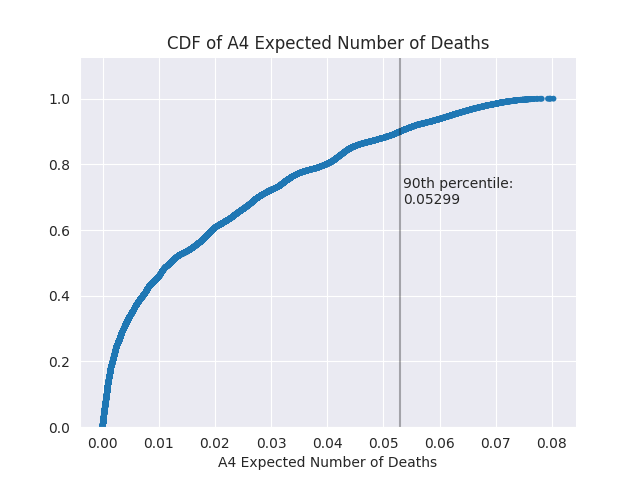 CDF of A4 Expected Number of Deaths
1.0
0.8
0.6
0.4
0.2
0.0
90th percentile:
0.05299
0.00 0.01 0.02 0.03 0.04 0.05 0.06 0.07 0.08
A4 Expected Number of Deaths